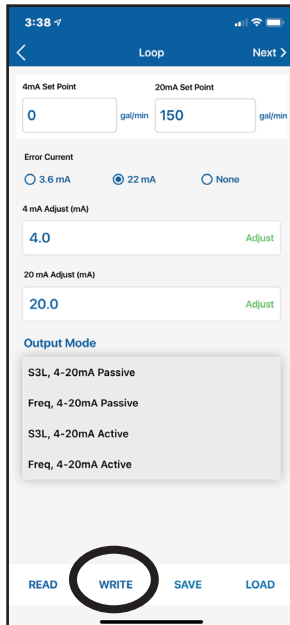 3:38
Loop
Next >
4mA Set Point 20mA Set Point
0 gal/min 150 gal/min
Error Current
3.6 mA 22 mA None
4 mA Adjust (mA)
4.0 Adjust
20 mA Adjust (mA)
20.0 Adjust
Output Mode
S3L, 4-20mA Passive
Freq, 4-20mA Passive
S3L, 4-20mA Active
Freq, 4-20mA Active
READ WRITE SAVE LOAD